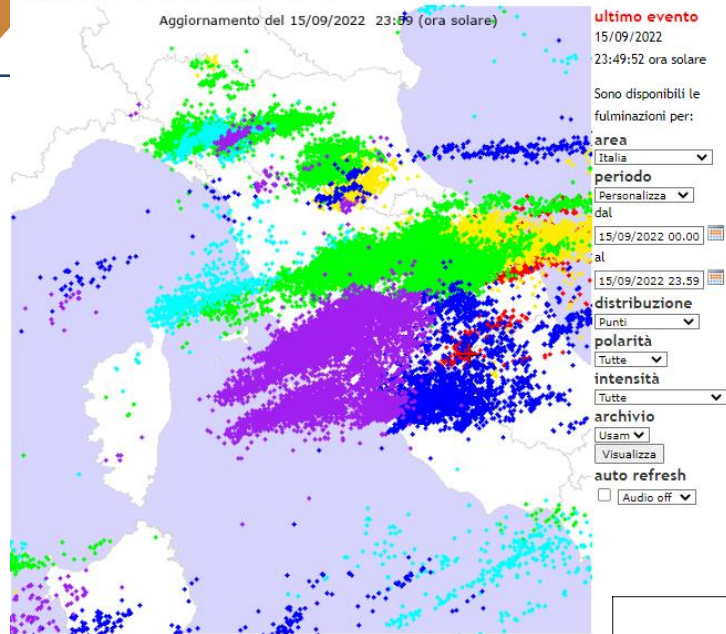 Aggiornamento del 15/09/2022 23:59 (ora solare)
ultimo evento
15/09/2022
23:49:52 ora solare
Sono disponibili le
fulminazioni per:
area
Italia
periodo
Personalizza
dal
15/09/2022 00.00
al
15/09/2022 23.59
distribuzione
Punti
polarità
Tutte
intensità
Tutte
archivio
Usam
Visualizza
auto refresh
Audio off